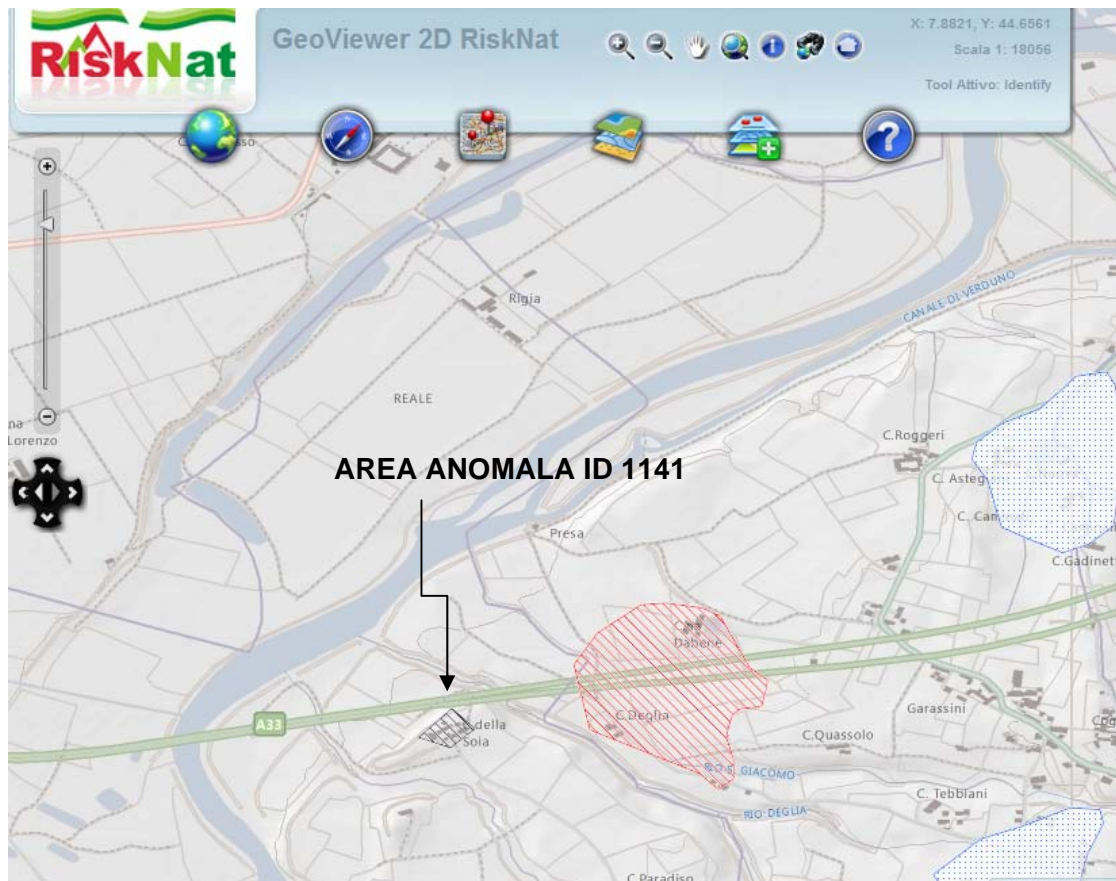 RiskNat
GeoViewer 2D RiskNat
X: 7.8821, Y: 44.6561
Scala 1: 18056
Tool Attivo: Identify
Rigia
CANALE DI VERDUNO
REALE
Lorenzo
C.Roggeri
AREA ANOMALA ID 1141
Presa
C.Gadinet
Dabene
A33
della
Soia
C.Deglia
Garassini
C.Quassolo
RIO S. GIACOMO
C. Tebbiani
RIO DEGLIA
C.Paradiso